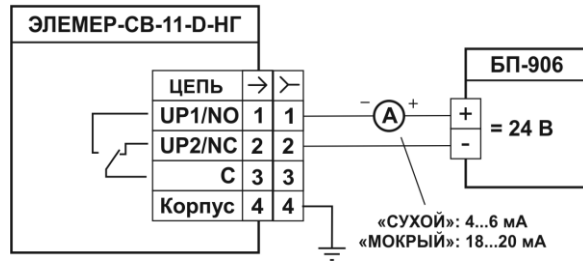 ЭЛЕМЕР-СВ-11-D-НГ
ЦЕПЬ
UP1/NO 1 1
UP2/NC 2 2
C 3 3
Корпус 4 4
− A +
БП-906
+
= 24 В
-
«СУХОЙ»: 4...6 мА
«МОКРЫЙ»: 18...20 мА